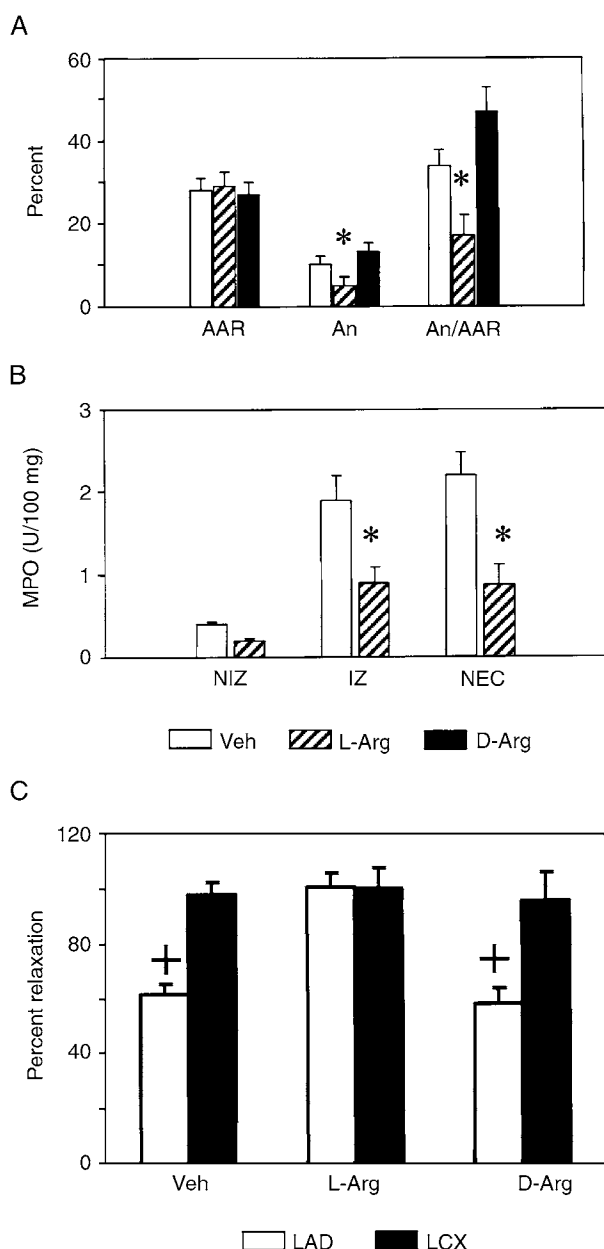 A
60
40
20
0
Percent
*
*
AAR An An/AAR
B
3
2
1
0
MPO (U/100 mg)
*
*
NIZ IZ NEC
Veh L-Arg D-Arg
C
120
80
40
0
Percent relaxation
+
+
Veh L-Arg D-Arg
LAD LCX